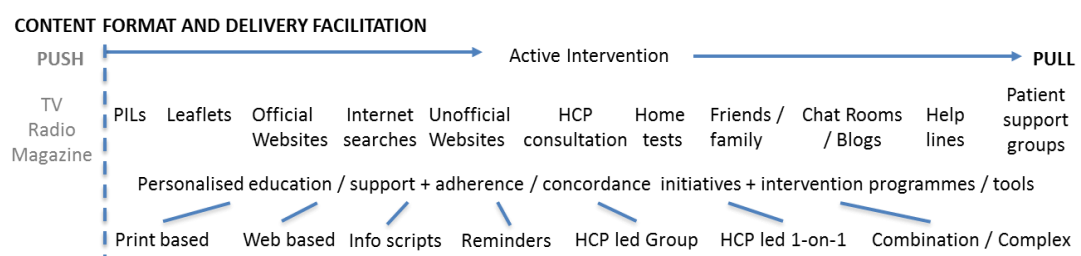 CONTENT FORMAT AND DELIVERY FACILITATION
PUSH
Active Intervention
PULL
TV
Radio
Magazine
PILs
Leaflets
Official
Websites
Internet
searches
Unofficial
Websites
HCP
consultation
Home
tests
Friends /
family
Chat Rooms
/ Blogs
Help
lines
Patient
support
groups
Personalised education / support + adherence / concordance initiatives + intervention programmes / tools
Print based
Web based
Info scripts
Reminders
HCP led Group
HCP led 1-on-1
Combination / Complex